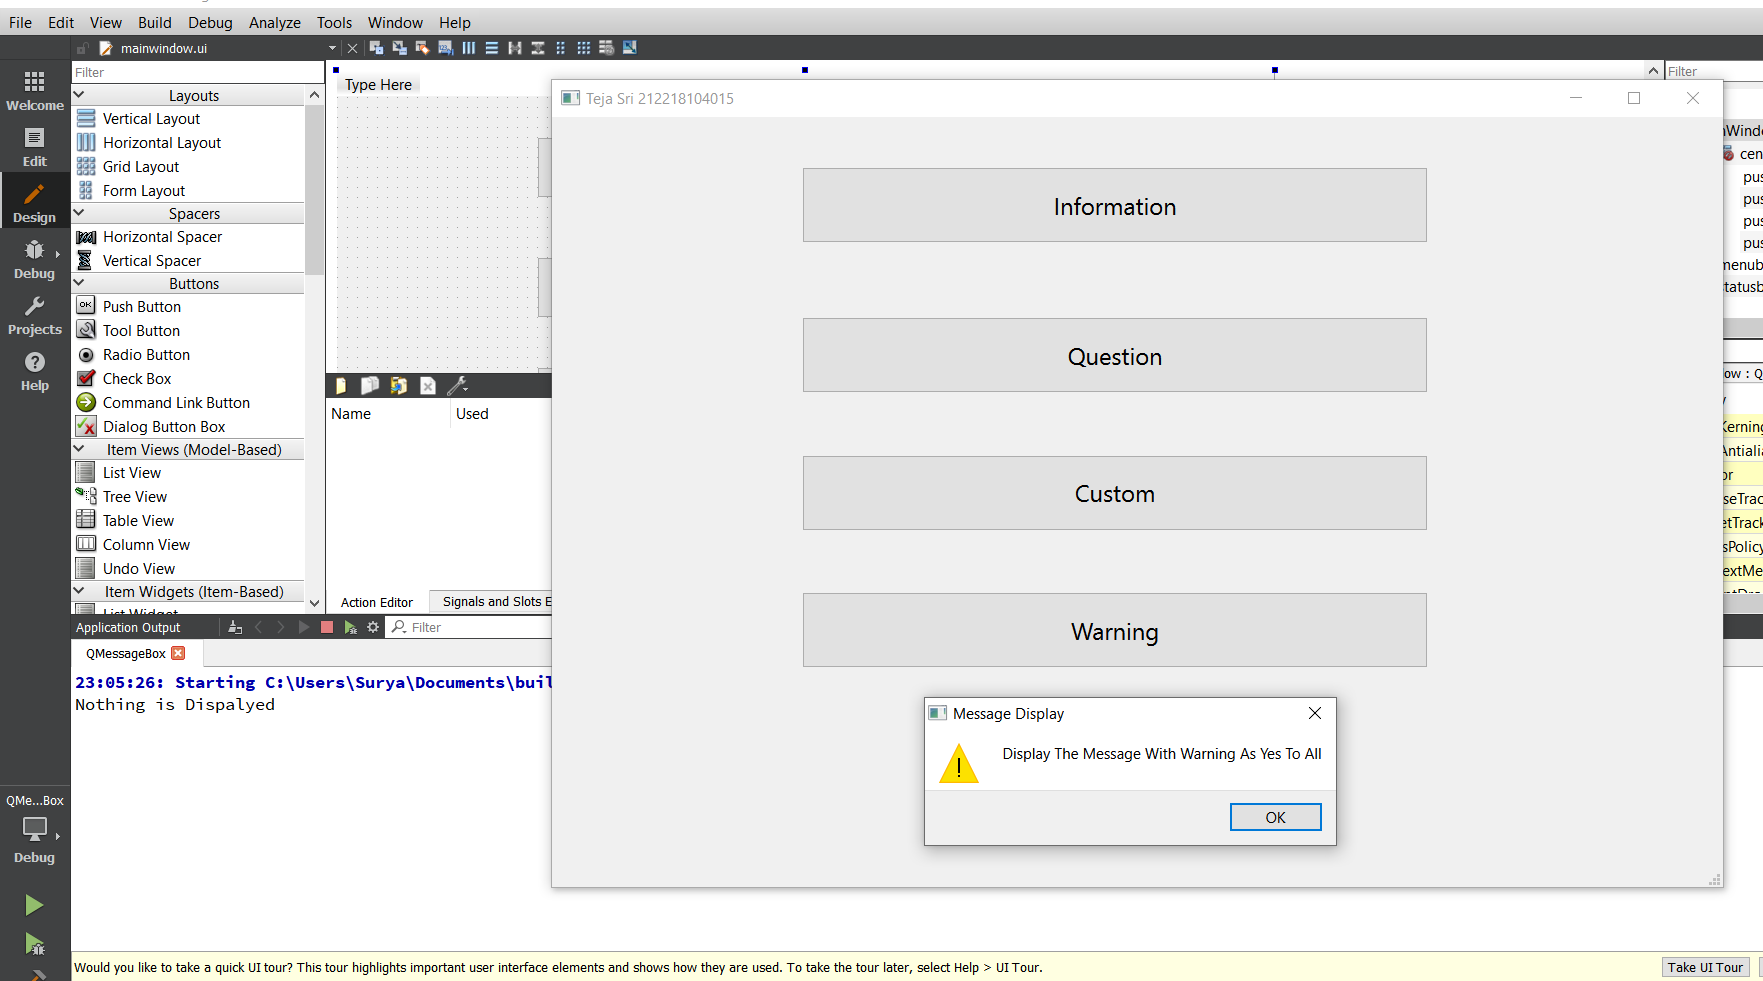 File Edit View Build Debug Analyze Tools Window Help
mainwindow.ui
Welcome
Edit
Design
Debug
Projects
Help
QMe...Box
Debug
Filter
Layouts
Vertical Layout
Horizontal Layout
Grid Layout
Form Layout
Spacers
Horizontal Spacer
Vertical Spacer
Buttons
OK Push Button
Tool Button
Radio Button
Check Box
Command Link Button
Dialog Button Box
Item Views (Model-Based)
List View
Tree View
Table View
Column View
Undo View
Item Widgets (Item-Based)
List Widget
Type Here
Name Used
Action Editor Signals and Slots E
Filter
Application Output
Filter
QMessageBox
23:05:26: Starting C:\Users\Surya\Documents\buil
Nothing is Dispalyed
Teja Sri 212218104015
Information
Question
Custom
Warning
Message Display
Display The Message With Warning As Yes To All
OK
cen
pus
pus
pus
pus
menub
tatusb
ow : Q
Kerning
Antialia
or
seTrac
etTrack
sPolicy
extMe
Would you like to take a quick UI tour? This tour highlights important user interface elements and shows how they are used. To take the tour later, select Help > UI Tour.
Take UI Tour